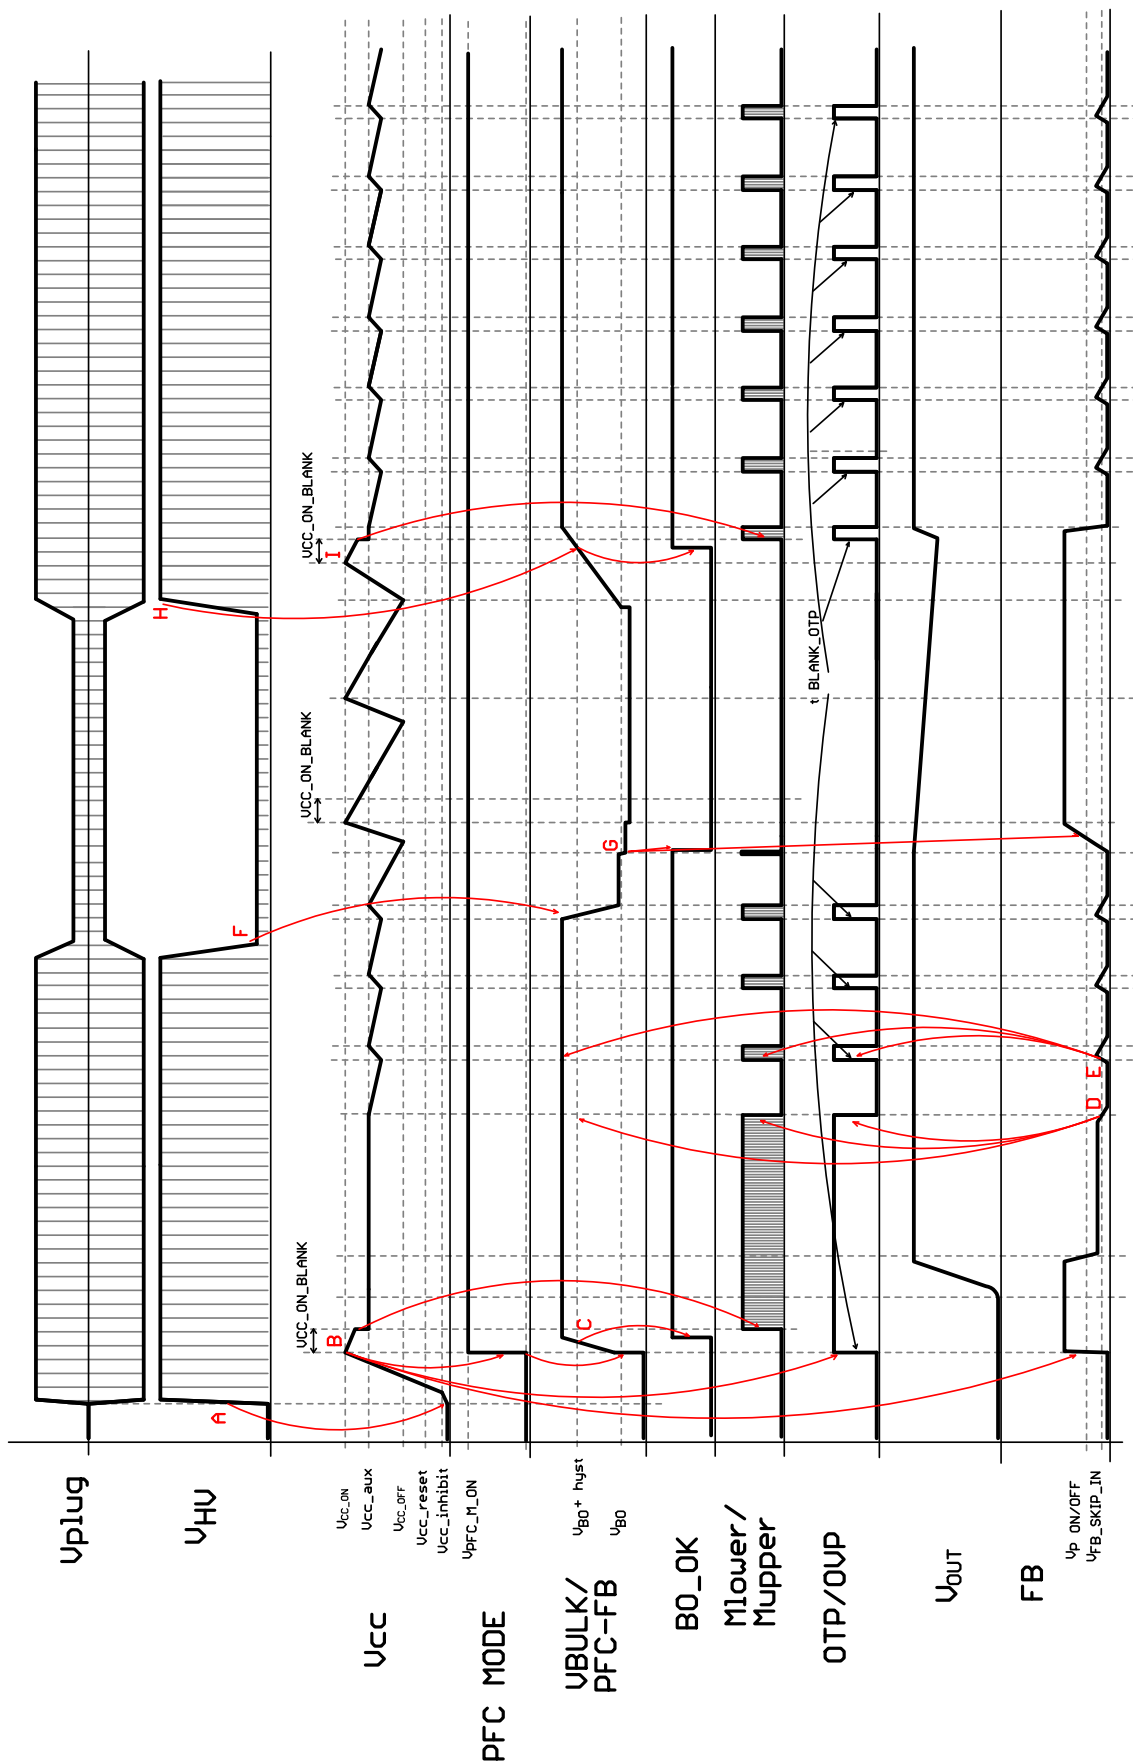 Vplug
VHV
VCC_ON
Vcc_aux
VCC_OFF
Vcc_reset
Vcc_inhibit
Vcc
VPFC_M_ON
PFC MODE
VBO+ hyst
VBO
VBULK/
PFC-FB
BO_OK
Mlower/
Mupper
OTP/OVP
VOUT
VP ON/OFF
VFB_SKIP_IN
FB
A
B
C
D
E
F
G
H
I
VCC_ON_BLANK
VCC_ON_BLANK
VCC_ON_BLANK
t BLANK_OTP